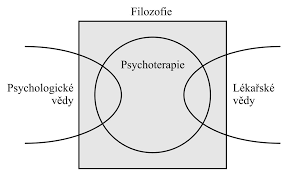 Filozofie
Psychoterapie
Psychologické
vědy
Lékařské
vědy